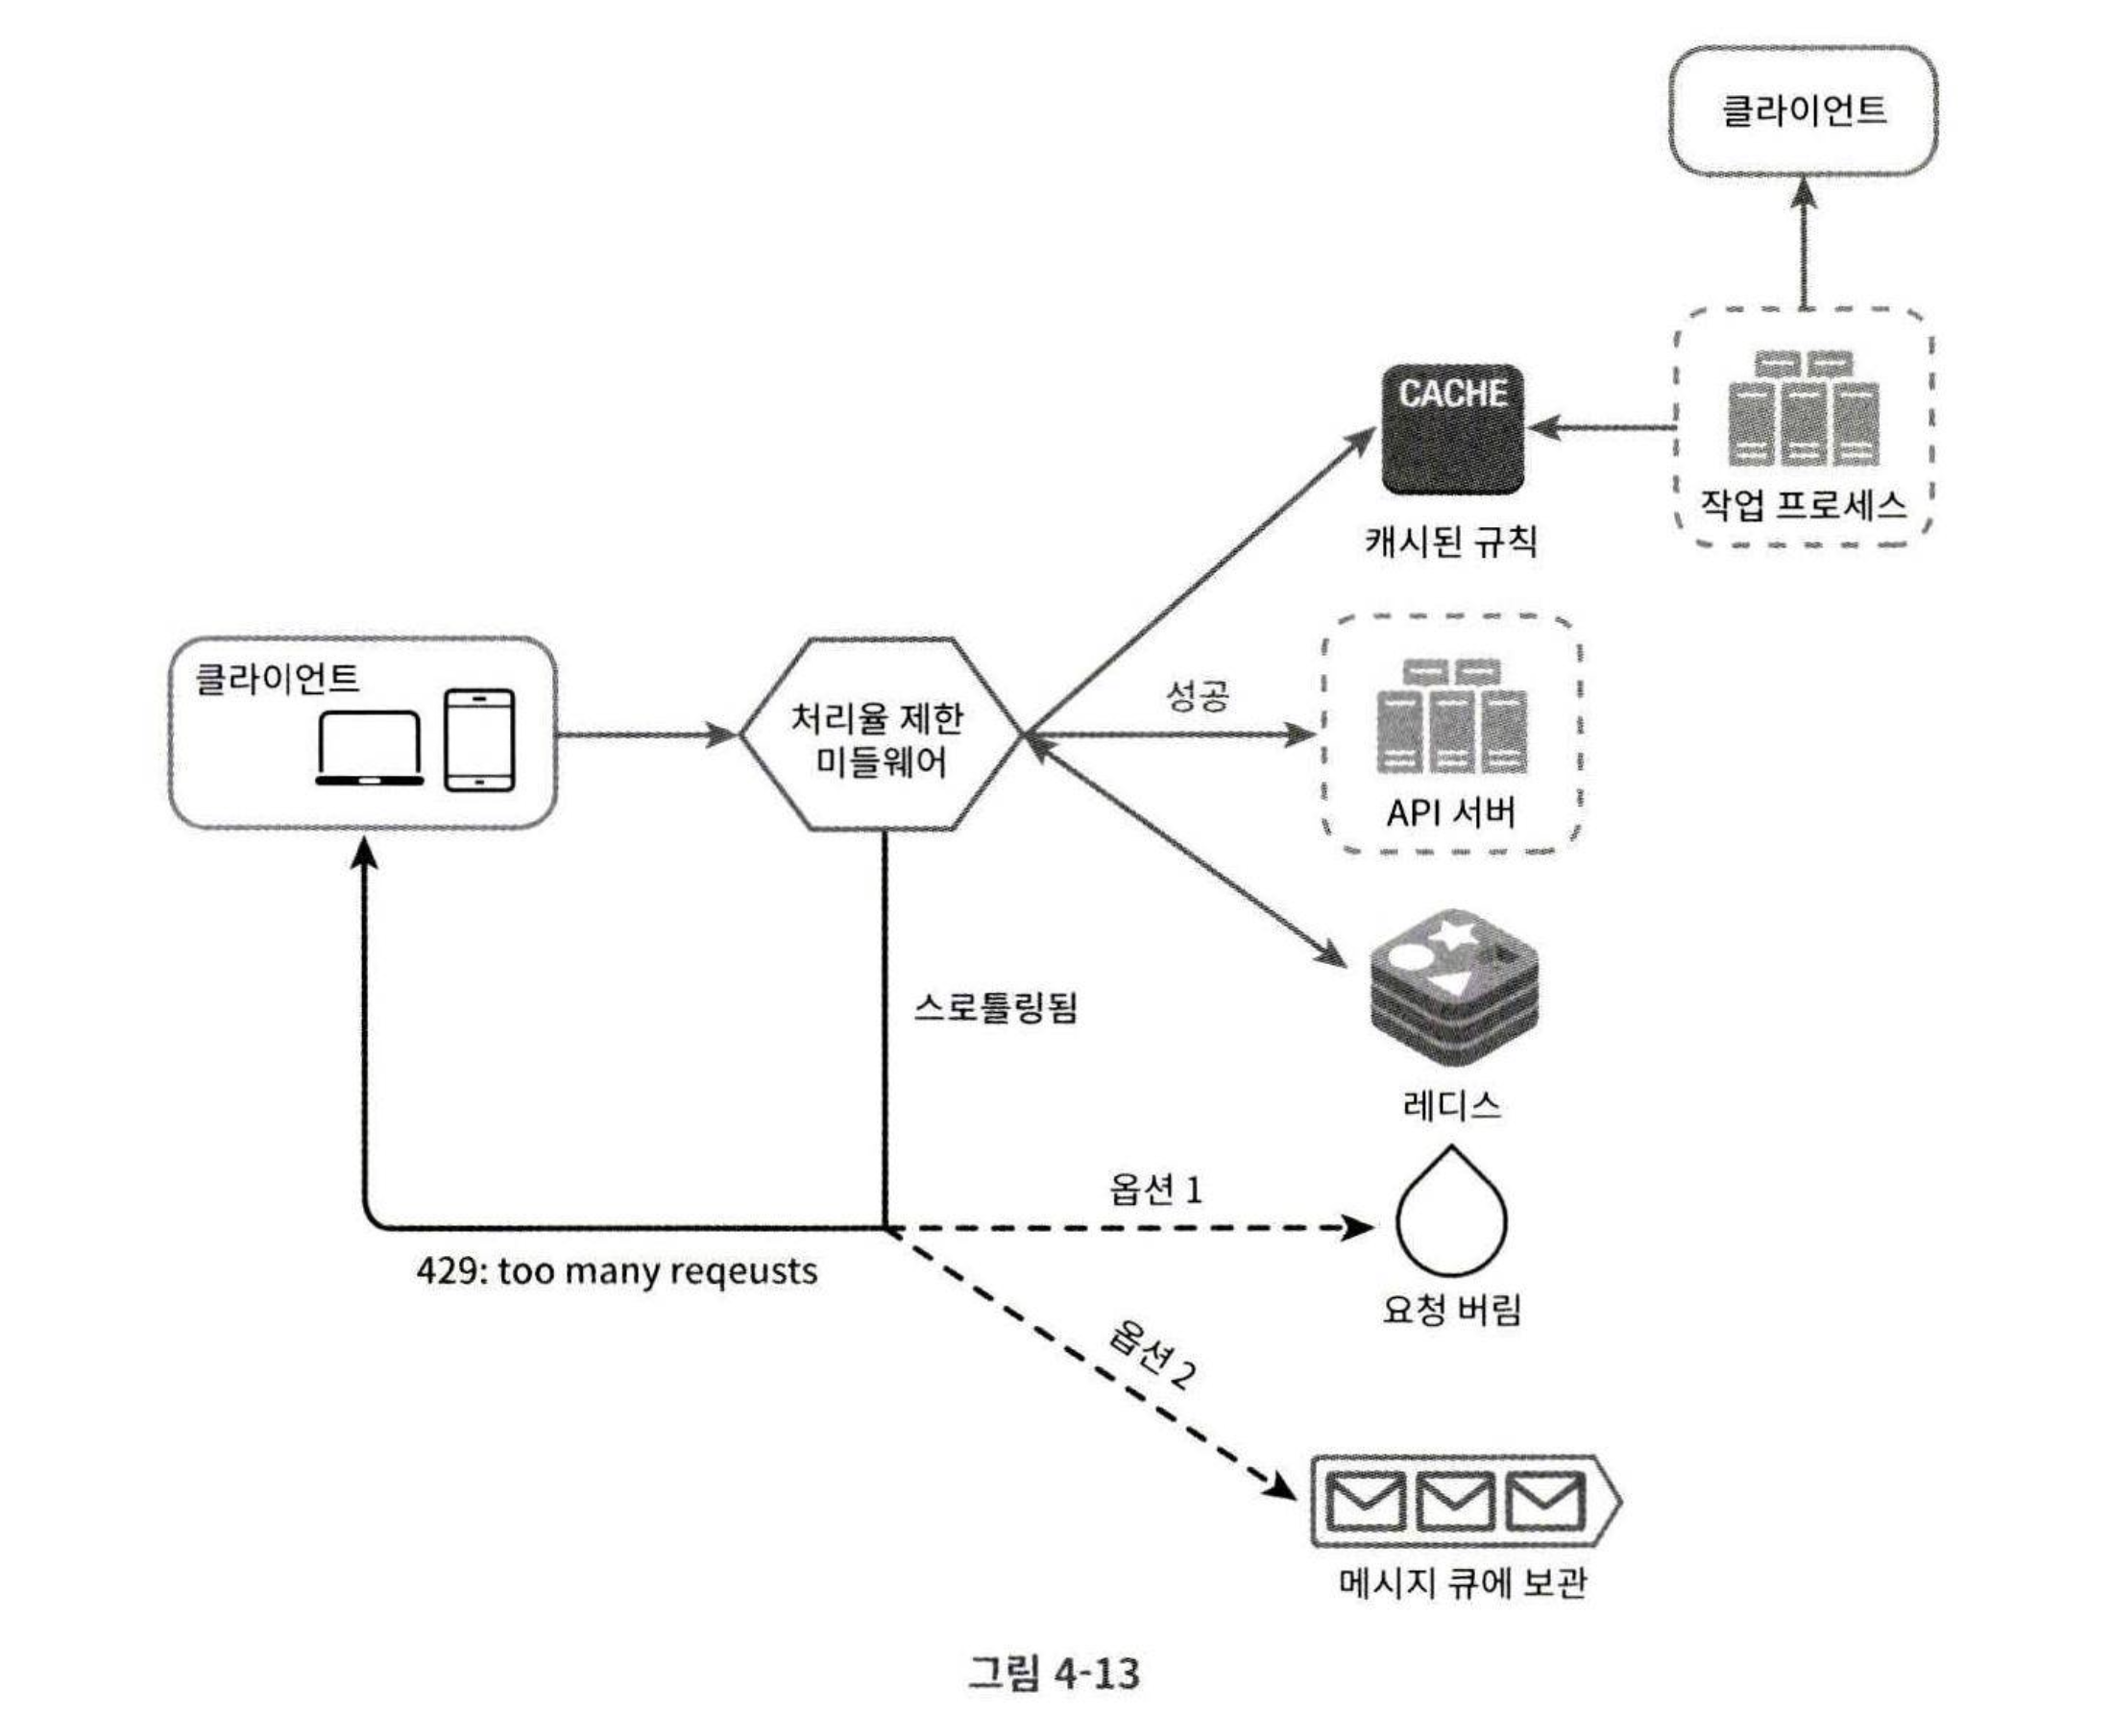 클라이언트
CACHE
작업 프로세스
캐시된 규칙
클라이언트
처리율 제한
미들웨어
성공
API 서버
스로틀링됨
레디스
옵션 1
429: too many reqeusts
요청 버림
옵션 2
메시지 큐에 보관
그림 4-13